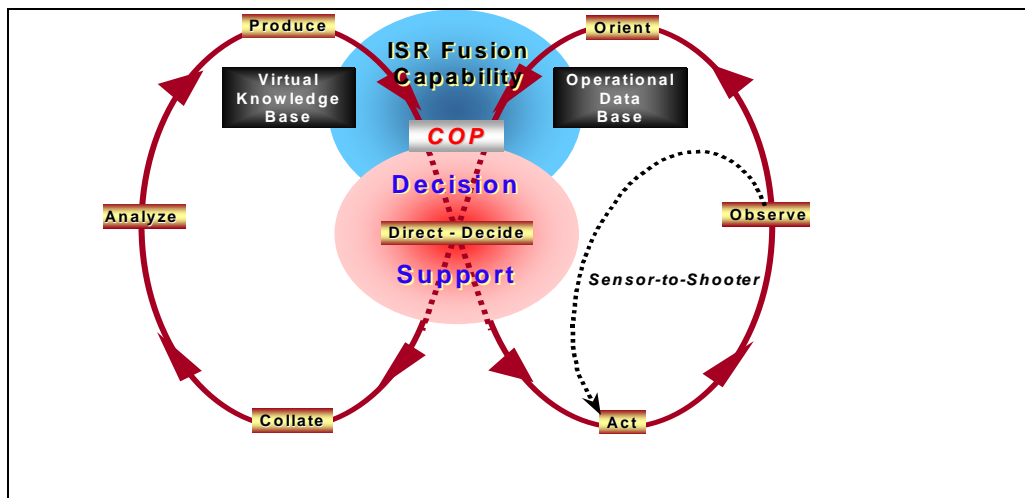 Produce
ISR Fusion
Capability
Orient
Virtual
Knowledge
Base
Operational
Data
Base
COP
Decision
Analyze
Observe
Direct - Decide
Support
Sensor-to-Shooter
Collate
Act